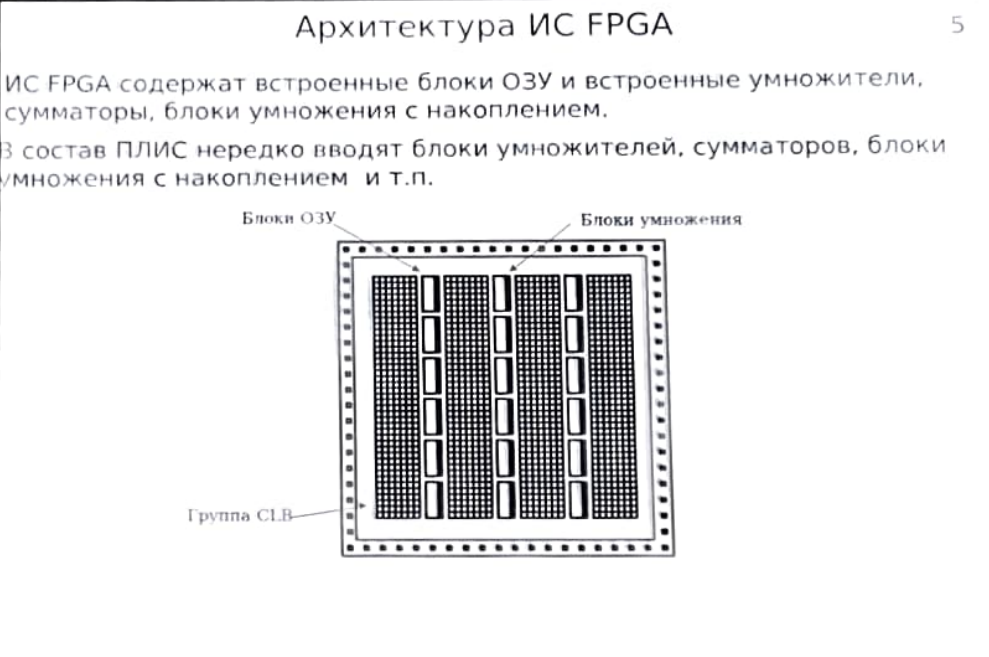 Архитектура ИС FPGA
5
ИС FPGA содержат встроенные блоки ОЗУ и встроенные умножители,
сумматоры, блоки умножения с накоплением.
В состав ПЛИС нередко вводят блоки умножителей, сумматоров, блоки
умножения с накоплением и т.п.
Блоки ОЗУ
Блоки умножения
Группа CLB